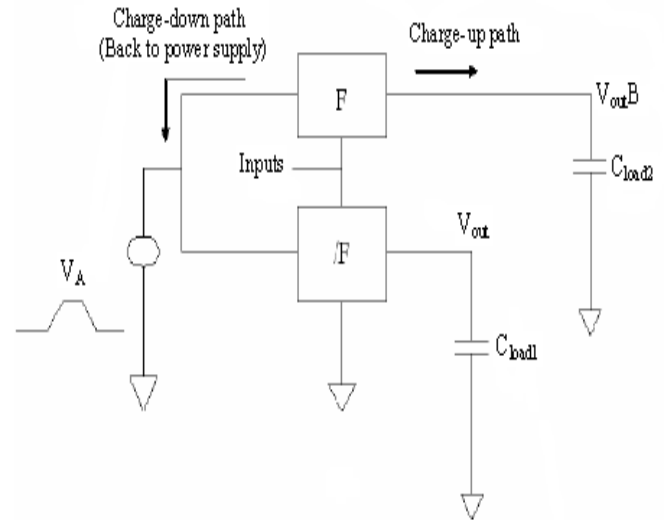 Charge-down path
(Back to power supply)
Charge-up path
F
VoutB
Inputs
Cload2
Vout
/F
VA
Cload1